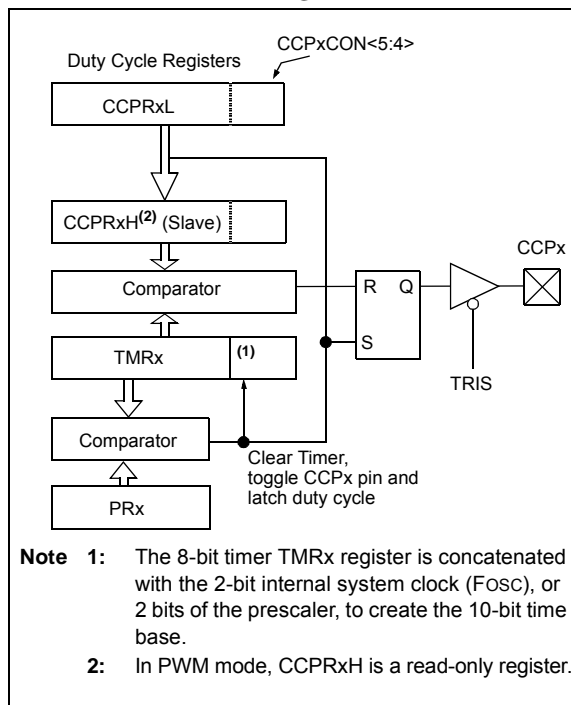 CCPxCON<5:4>
Duty Cycle Registers
CCPRxL
CCPRxH(2) (Slave)
CCPx
Comparator
R Q
TMRx
(1)
S
TRIS
Comparator
Clear Timer,
toggle CCPx pin and
latch duty cycle
PRx
Note 1: The 8-bit timer TMRx register is concatenated
with the 2-bit internal system clock (FOSC), or
2 bits of the prescaler, to create the 10-bit time
base.
2: In PWM mode, CCPRxH is a read-only register.